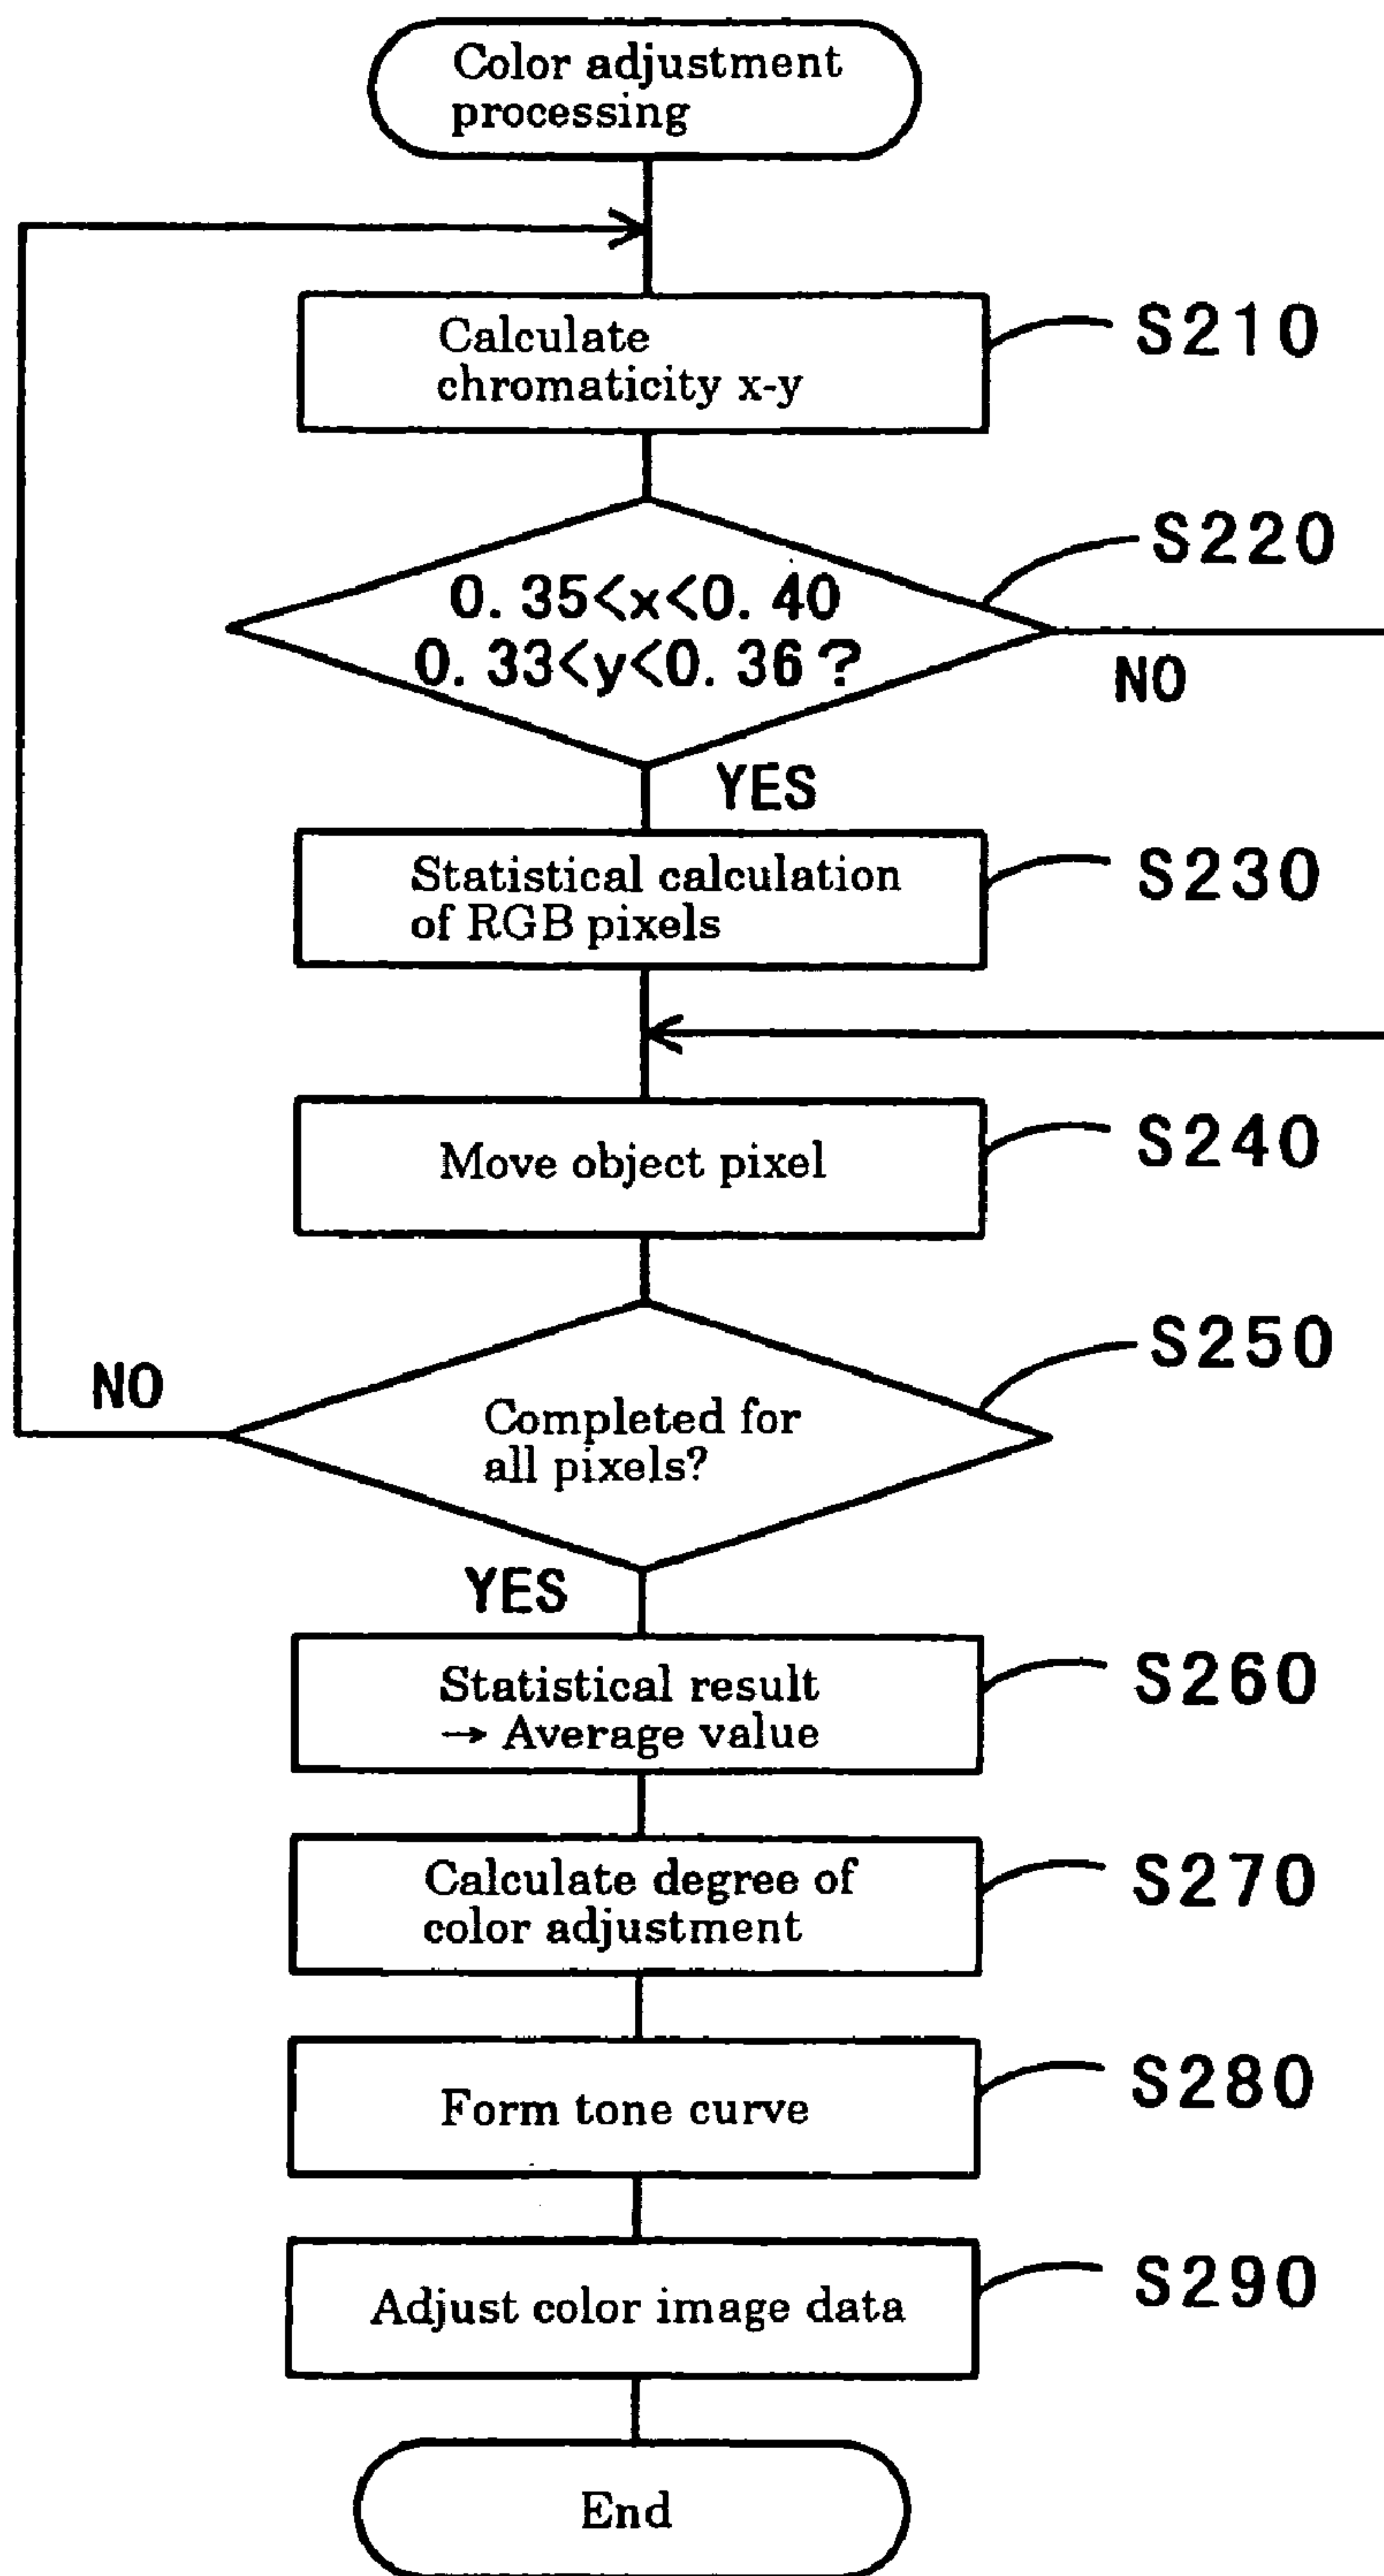 Color adjustment
processing
Calculate
chromaticity x-y
S210
0. 35<x<0. 40
0. 33<y<0. 36?
S220
NO
YES
Statistical calculation
of RGB pixels
S230
Move object pixel
S240
Completed for
all pixels?
S250
NO
YES
Statistical result
→ Average value
S260
Calculate degree of
color adjustment
S270
Form tone curve
S280
Adjust color image data
S290
End